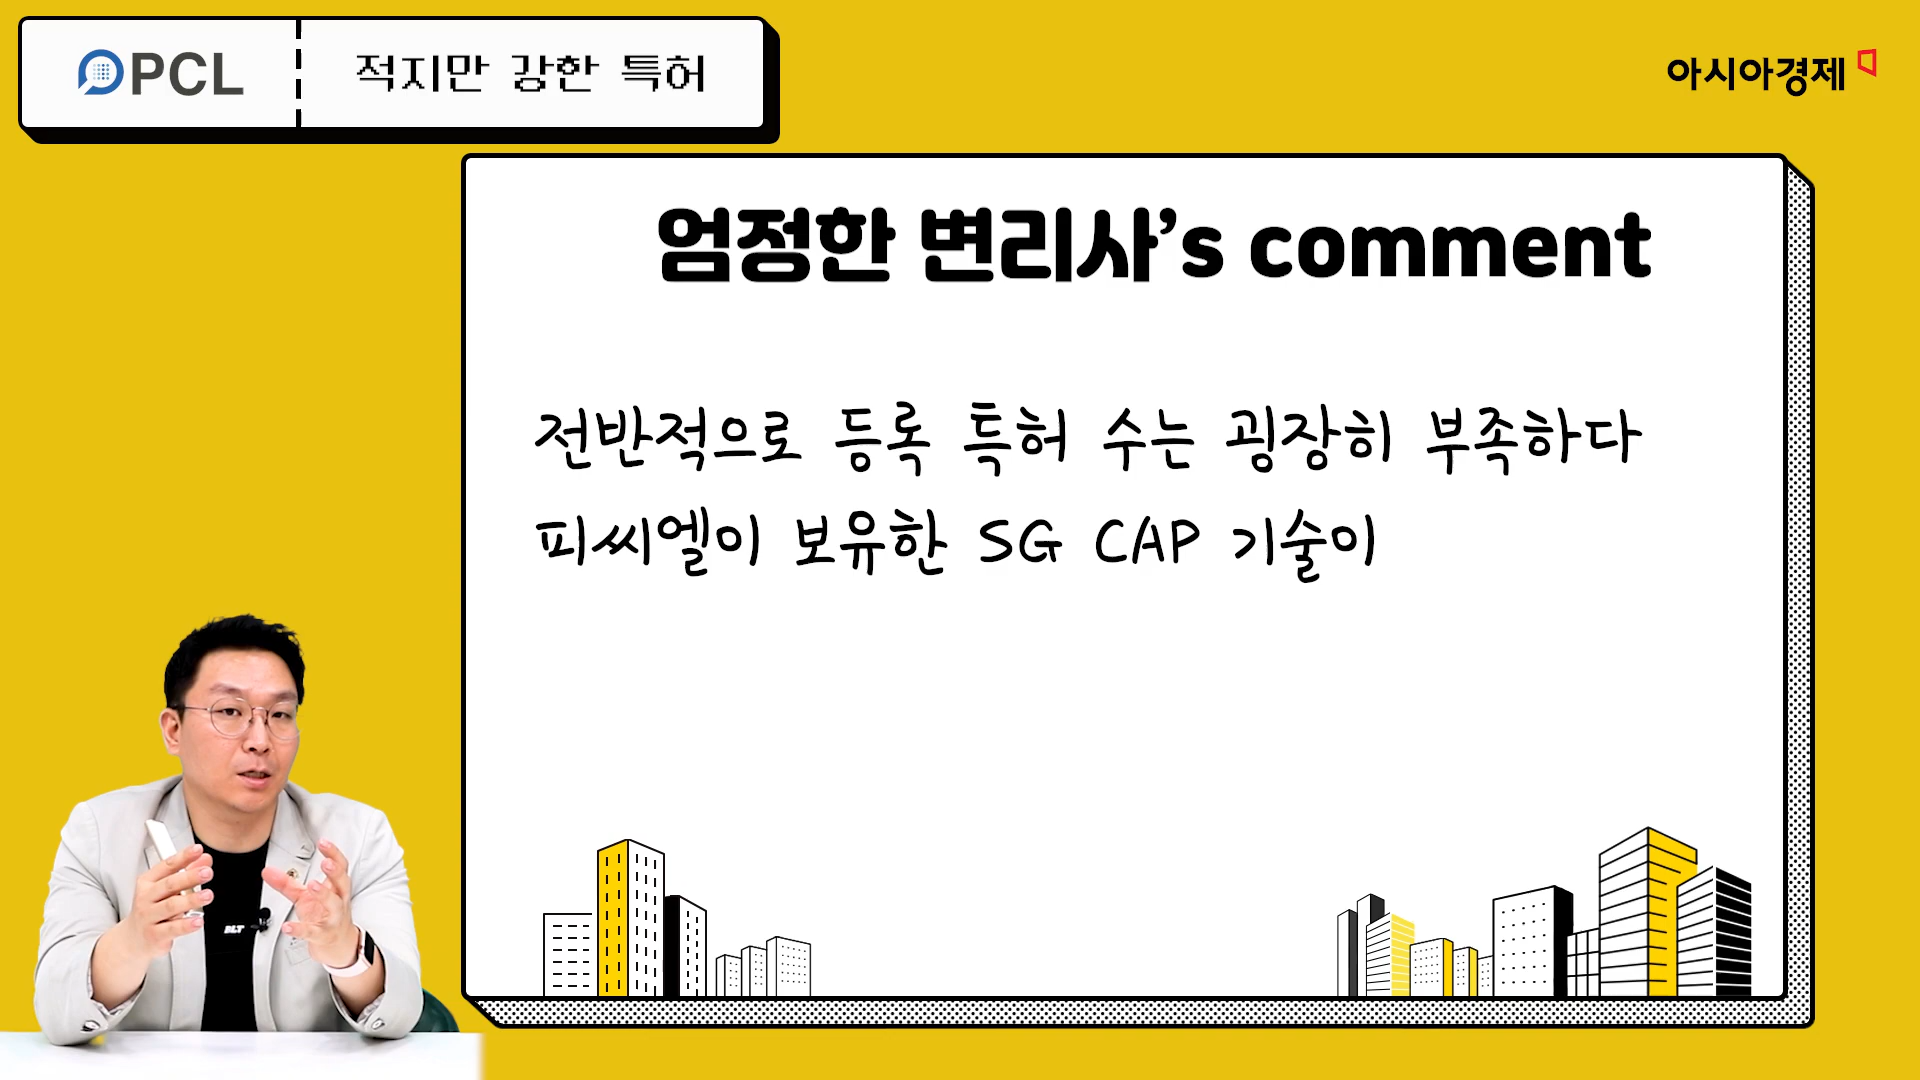 PCL
적지만 강한 특허
아시아경제
엄정한 변리사’s comment
전반적으로 등록 특허 수는 굉장히 부족하다
피씨엘이 보유한 SG CAP 기술이
BLT